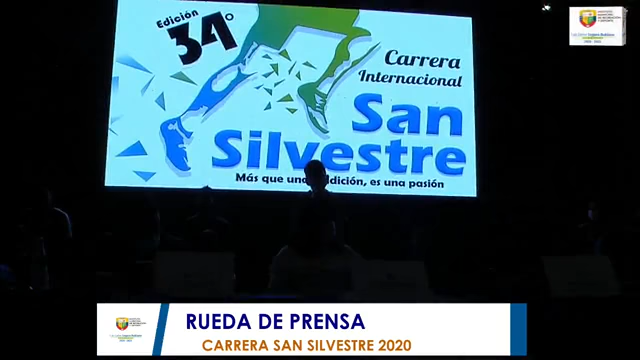 Edición
34°
Carrera
Internacional
San
Silvestre
Más que una dición, es una pasión
RUEDA DE PRENSA
CARRERA SAN SILVESTRE 2020